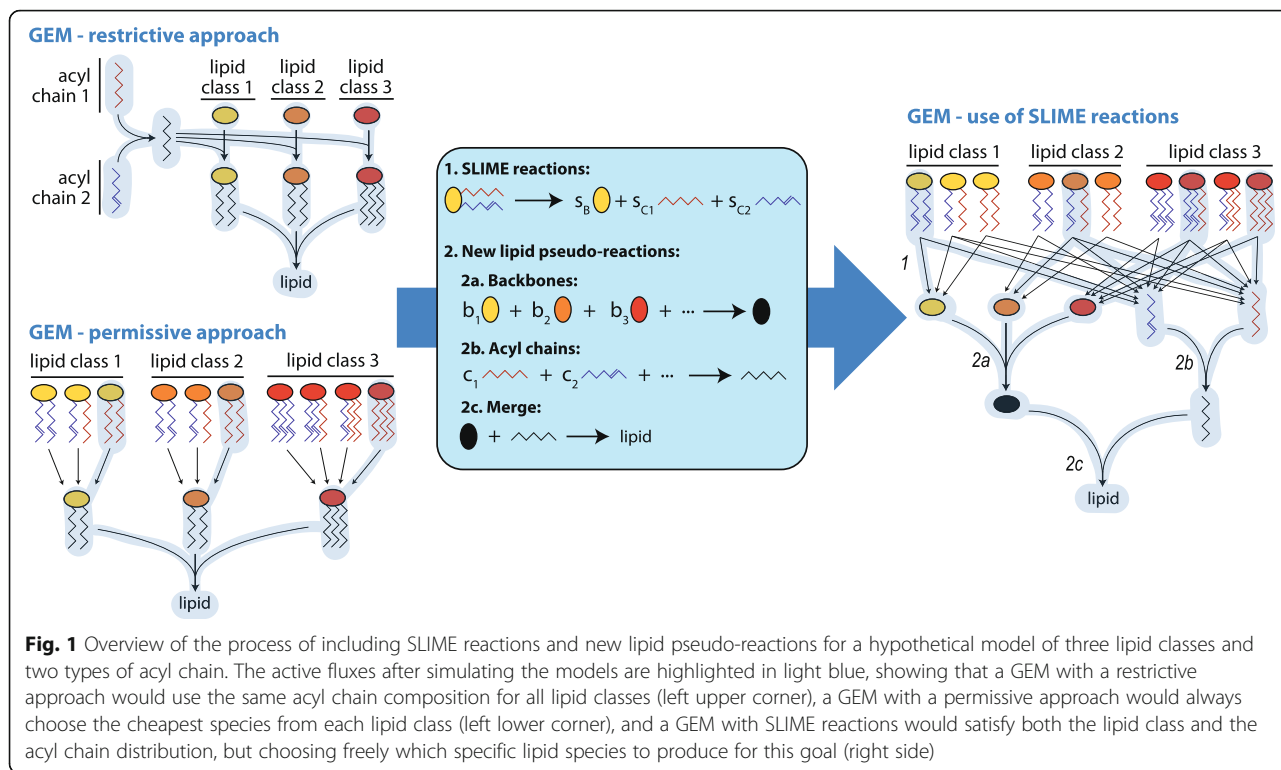 GEM - restrictive approach
acyl
chain 1
acyl
chain 2
lipid
class 1
lipid
class 2
lipid
class 3
lipid
GEM - permissive approach
lipid class 1
lipid class 2
lipid class 3
lipid
1. SLIME reactions:
s_B + s_C1 + s_C2
2. New lipid pseudo-reactions:
2a. Backbones:
b_1 + b_2 + b_3 + ...
2b. Acyl chains:
c_1 + c_2 + ...
2c. Merge:
+ lipid
GEM - use of SLIME reactions
lipid class 1
lipid class 2
lipid class 3
1
2a
2b
2c
lipid
Fig. 1 Overview of the process of including SLIME reactions and new lipid pseudo-reactions for a hypothetical model of three lipid classes and
two types of acyl chain. The active fluxes after simulating the models are highlighted in light blue, showing that a GEM with a restrictive
approach would use the same acyl chain composition for all lipid classes (left upper corner), a GEM with a permissive approach would always
choose the cheapest species from each lipid class (left lower corner), and a GEM with SLIME reactions would satisfy both the lipid class and the
acyl chain distribution, but choosing freely which specific lipid species to produce for this goal (right side)